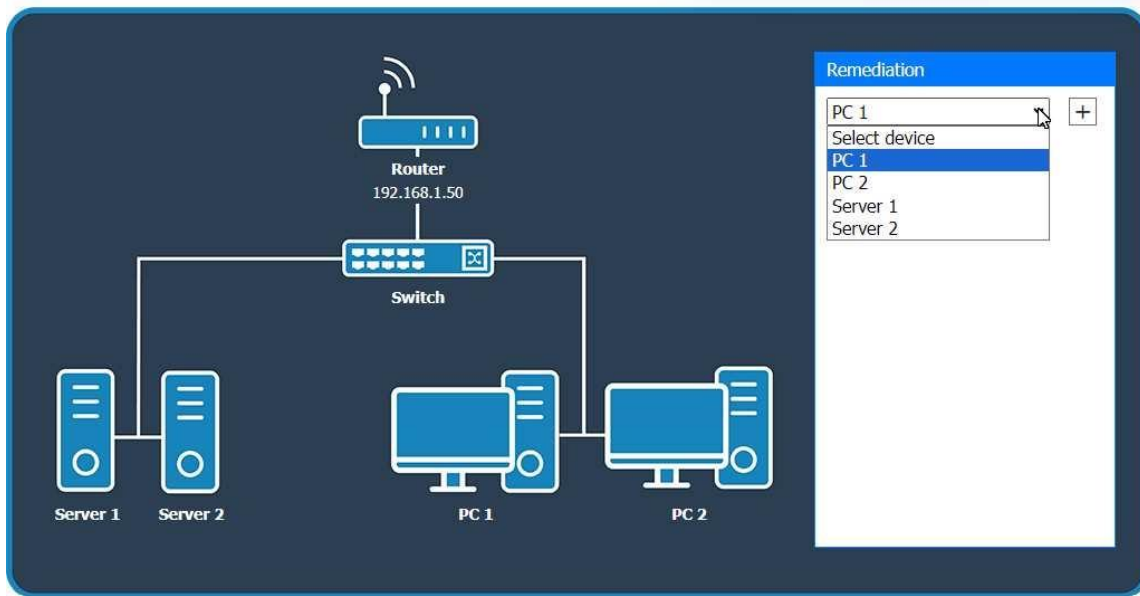 Router
192.168.1.50
Switch
Server 1
Server 2
PC 1
PC 2
Remediation
PC 1
+
Select device
PC 1
PC 2
Server 1
Server 2